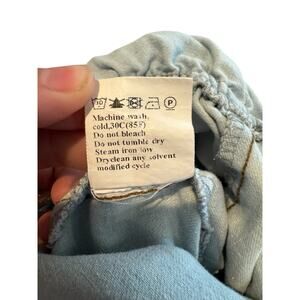 30 P
Machine wash,
cold,30C(85F)
Do not bleach
Do not tumble dry
Steam iron low
Dryclean any solvent
modified cycle